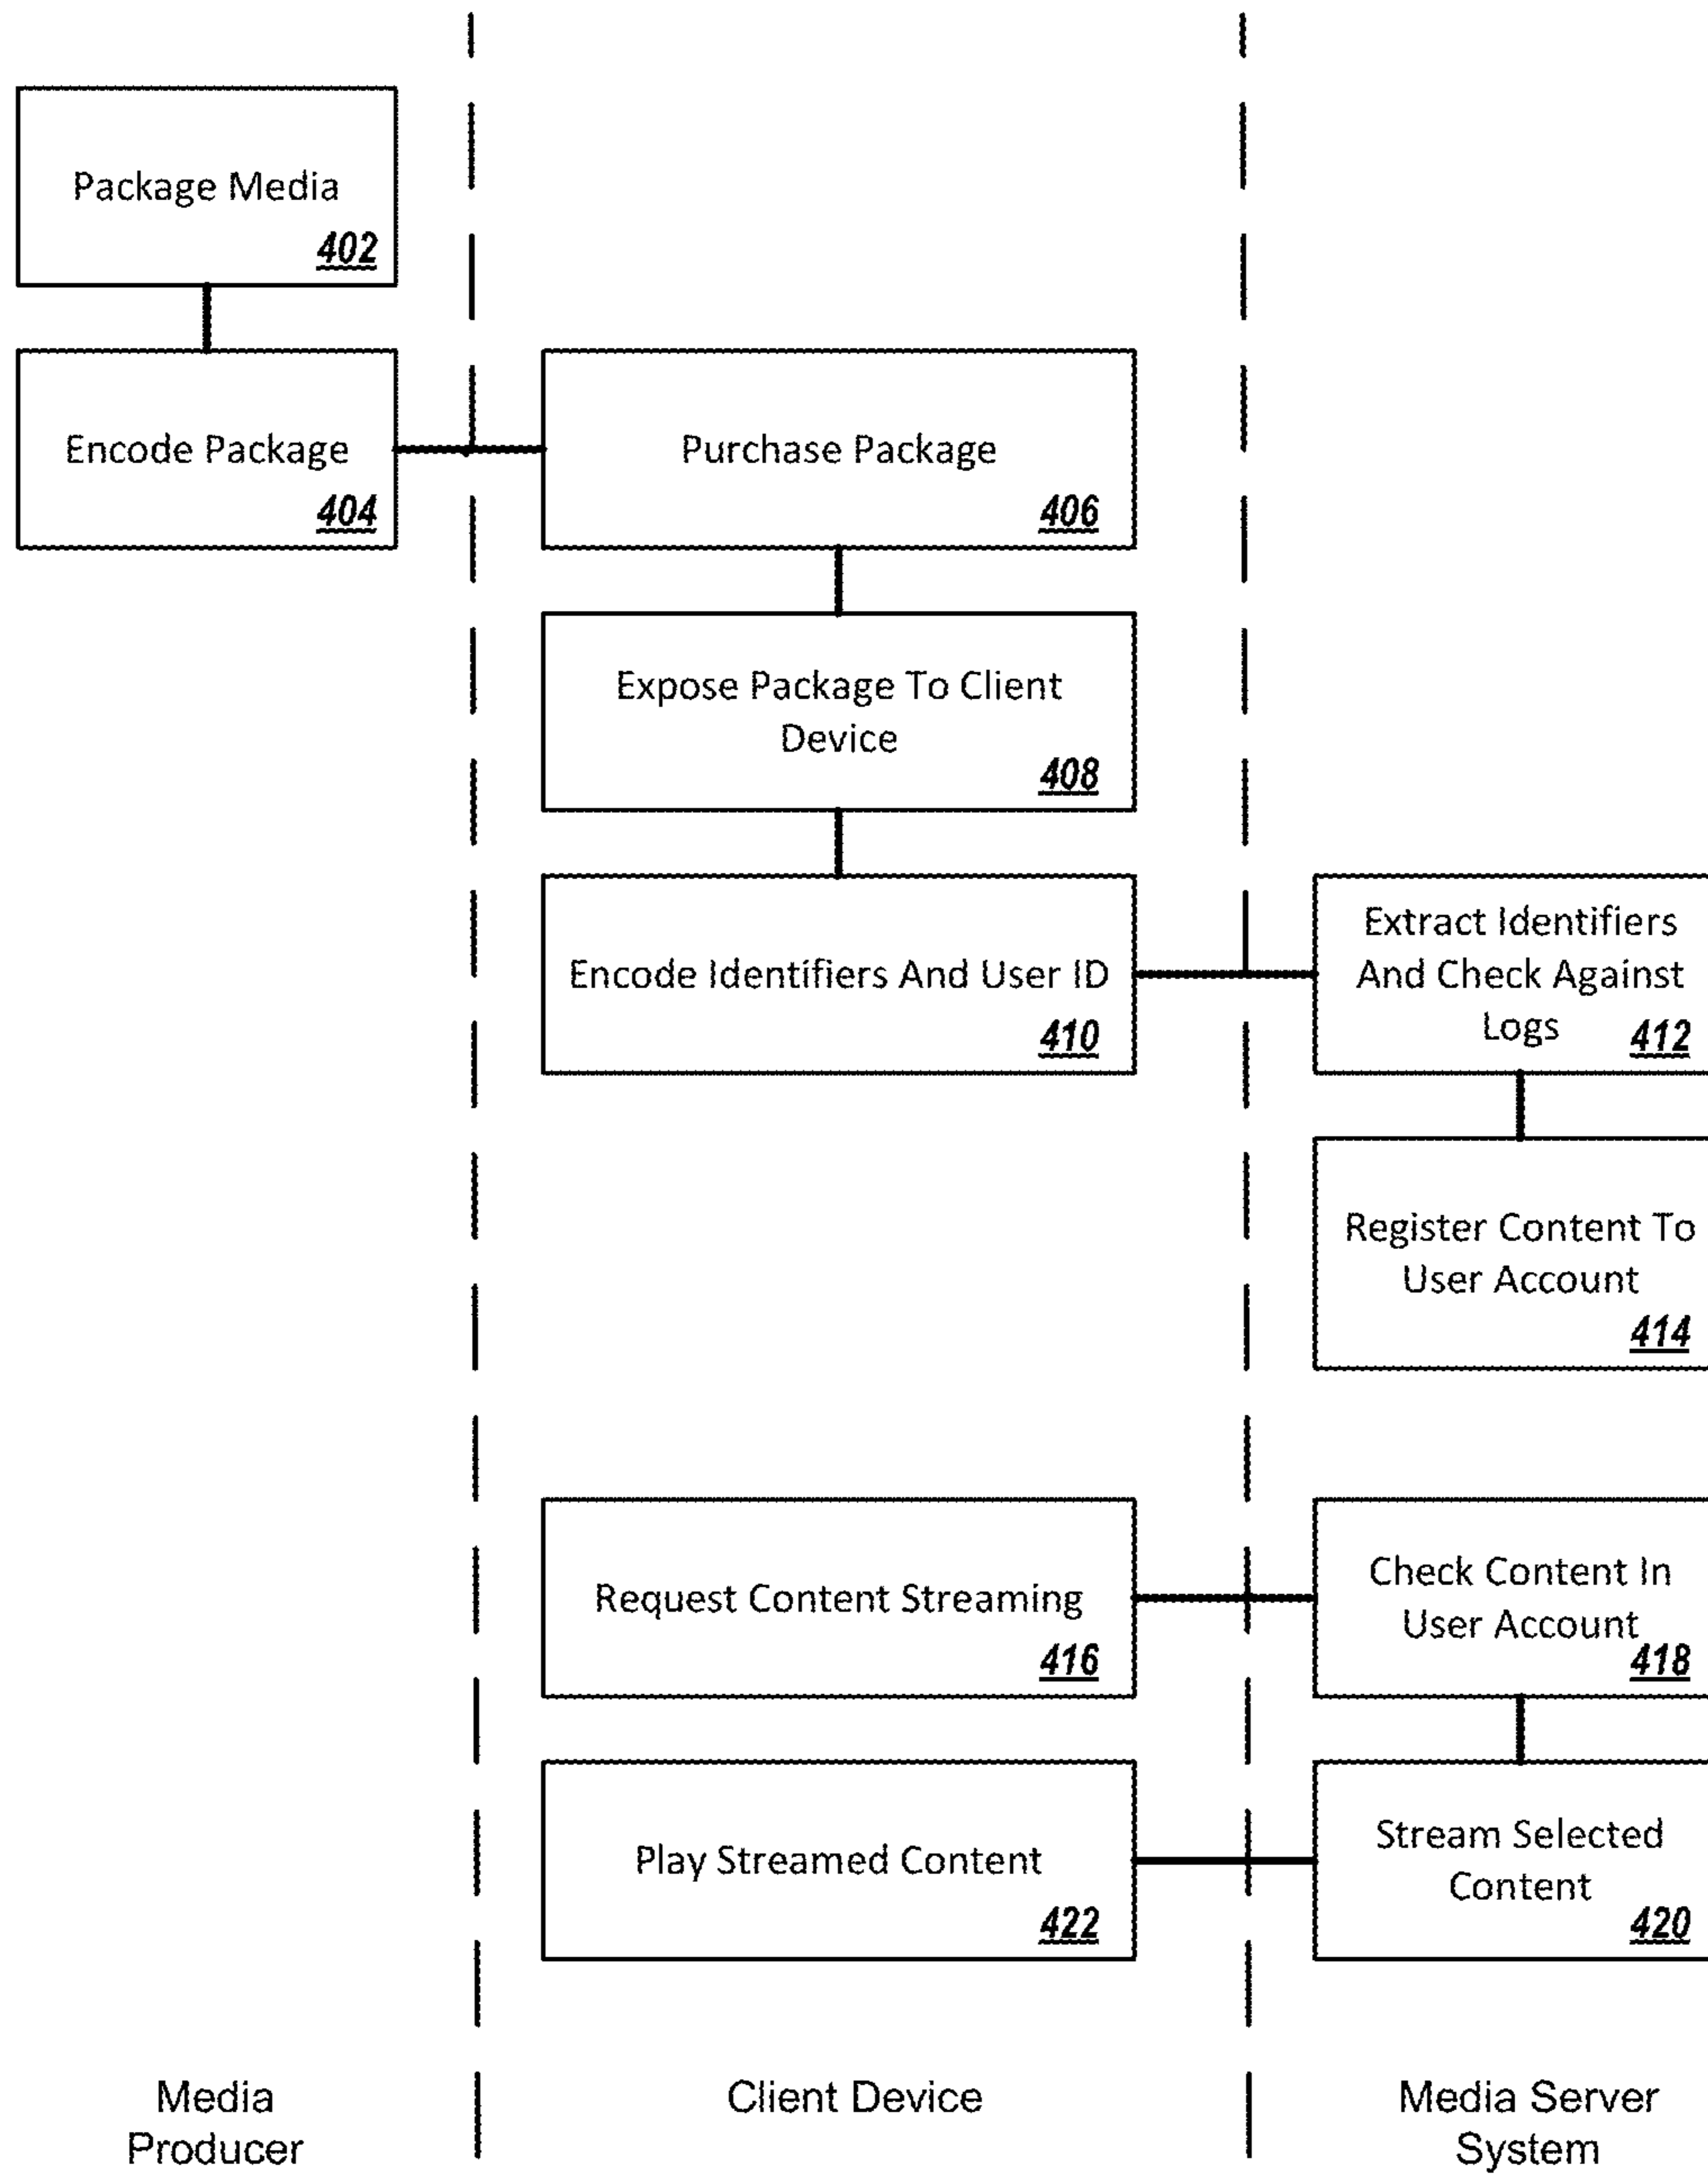 Package Media
402
Encode Package
404
Purchase Package
406
Expose Package To Client
Device
408
Encode Identifiers And User ID
410
Extract Identifiers
And Check Against
Logs
412
Register Content To
User Account
414
Request Content Streaming
416
Check Content In
User Account
418
Play Streamed Content
422
Stream Selected
Content
420
Media
Producer
Client Device
Media Server
System